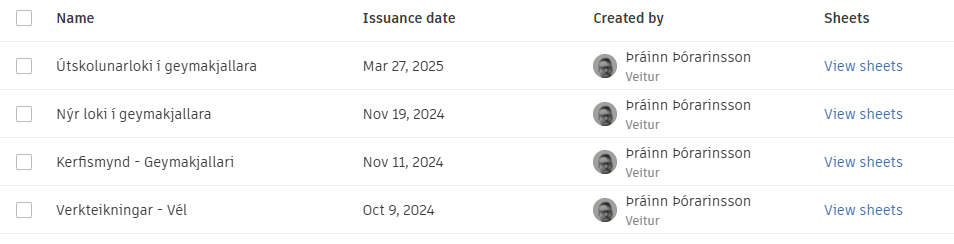 Name Issuance date Created by Sheets
Útskolunarloki í geymakjallara Mar 27, 2025 Þráinn Þórarinsson View sheets
Veitur
Nýr loki í geymakjallara Nov 19, 2024 Þráinn Þórarinsson View sheets
Veitur
Kerfismynd - Geymakjallari Nov 11, 2024 Þráinn Þórarinsson View sheets
Veitur
Verkteikningar - Vél Oct 9, 2024 Þráinn Þórarinsson View sheets
Veitur